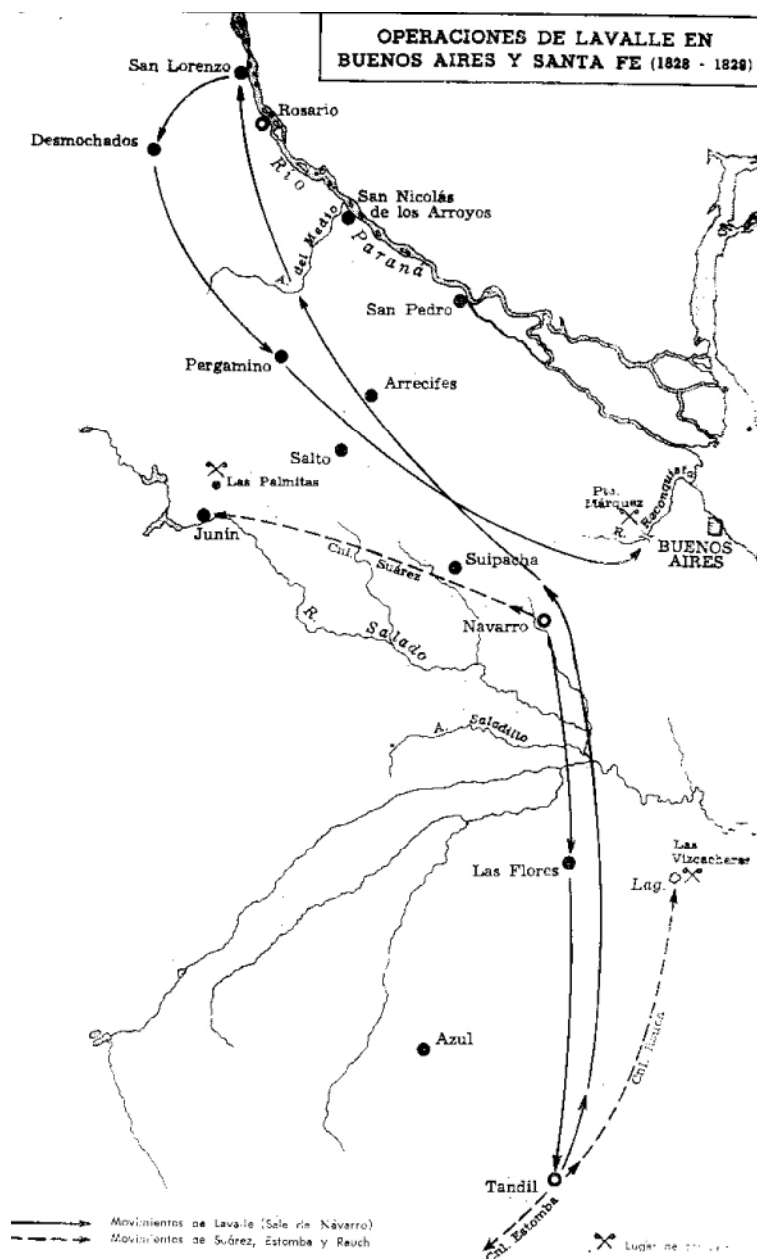 OPERACIONES DE LAVALLE EN
BUENOS AIRES Y SANTA FE (1828 - 1829)
San Lorenzo
Rosario
Desmochados
Río
Paraná
San Nicolás
de los Arroyos
A. del Medio
San Pedro
Pergamino
Arrecifes
Salto
Las Palmitas
Junín
Pte.
Márquez
R. Reconquista
BUENOS
AIRES
Cnl. Suárez
Suipacha
Navarro
R. Salado
A. Saladillo
Las
Vizcacheras
Lag.
Las Flores
Azul
Cnl. Rauch
Tandil
Cnl. Estomba
Movimientos de Lavalle (Sale de Navarro)
Movimientos de Suárez, Estomba y Rauch
Lugar de